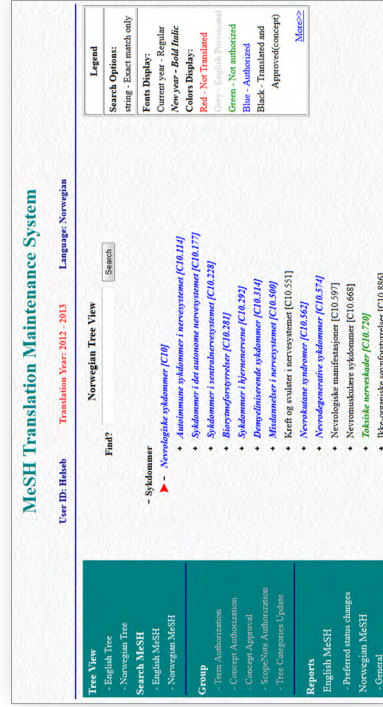 MeSH Translation Maintenance System
User ID: Helseb
Translation Year: 2012 - 2013
Language: Norwegian
Tree View
- English Tree
- Norwegian Tree
Search MeSH
- English MeSH
- Norwegian MeSH
Group
- Term Authorization
- Concept Authorization
- Concept Approval
- ScopeNote Authorization
- Tree Categories Update
Reports
English MeSH
- Preferred status changes
Norwegian MeSH
- General
Norwegian Tree View
Find?
Search
– Sykdommer
– Nevrologiske sykdommer [C10]
+ Autoimmune sykdommer i nervesystemet [C10.114]
+ Sykdommer i det autonome nervesystemet [C10.177]
+ Sykdommer i sentralnervesystemet [C10.228]
+ Biorytmeforstyrrelser [C10.281]
+ Sykdommer i hjernenervene [C10.292]
+ Demyeliniserende sykdommer [C10.314]
+ Misdannelser i nervesystemet [C10.500]
+ Kreft og svulster i nervesystemet [C10.551]
+ Nevrokutane syndromer [C10.562]
+ Nevrodegenerative sykdommer [C10.574]
+ Nevrologiske manifestasjoner [C10.597]
+ Nevromuskulære sykdommer [C10.668]
+ Toksiske nerveskader [C10.720]
+ Ikke-organiske søvnforstyrrelser [C10.886]
Legend
Search Options:
string - Exact match only
Fonts Display:
Current year - Regular
New year - Bold Italic
Colors Display:
Red - Not Translated
Grey - English Provisional
Green - Not authorized
Blue - Authorized
Black - Translated and
Approved(concept)
More>>